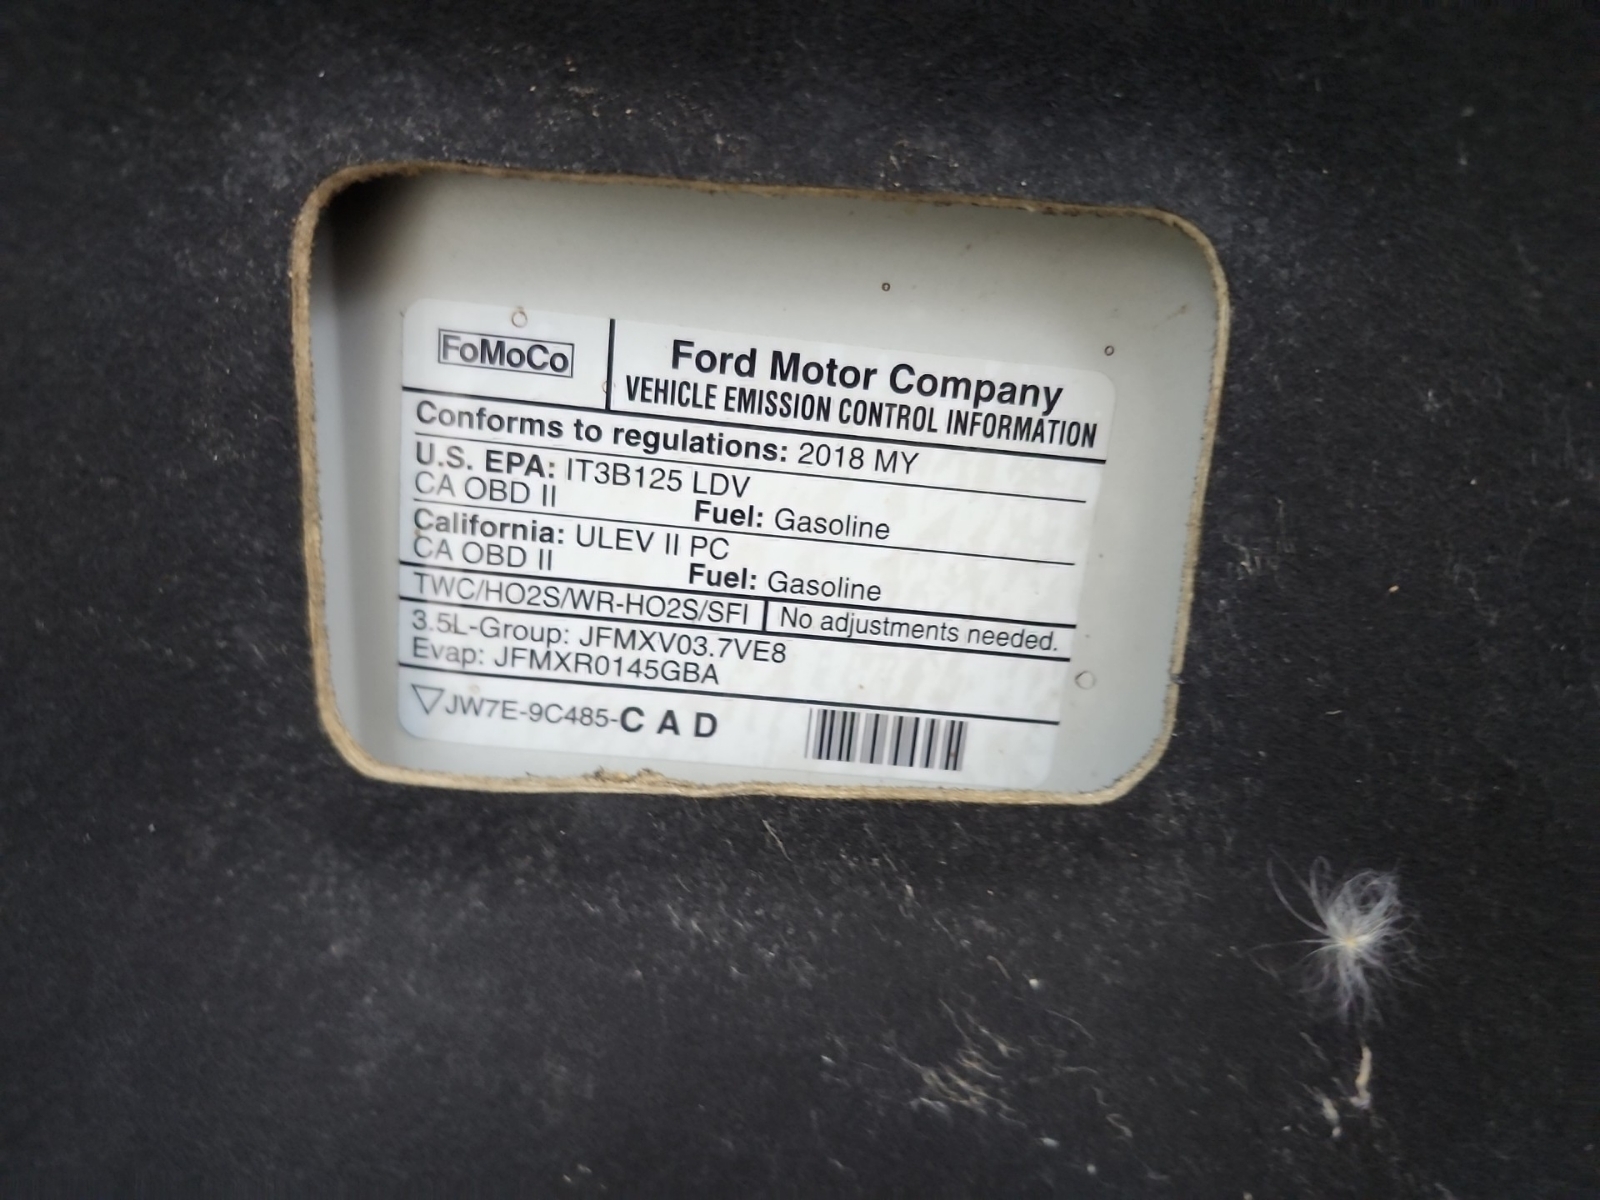 FoMoCo
Ford Motor Company
VEHICLE EMISSION CONTROL INFORMATION
Conforms to regulations: 2018 MY
U.S. EPA: IT3B125 LDV
CA OBD II Fuel: Gasoline
California: ULEV II PC
CA OBD II Fuel: Gasoline
TWC/HO2S/WR-HO2S/SFI No adjustments needed.
3.5L-Group: JFMXV03.7VE8
Evap: JFMXR0145GBA
JW7E-9C485-C A D